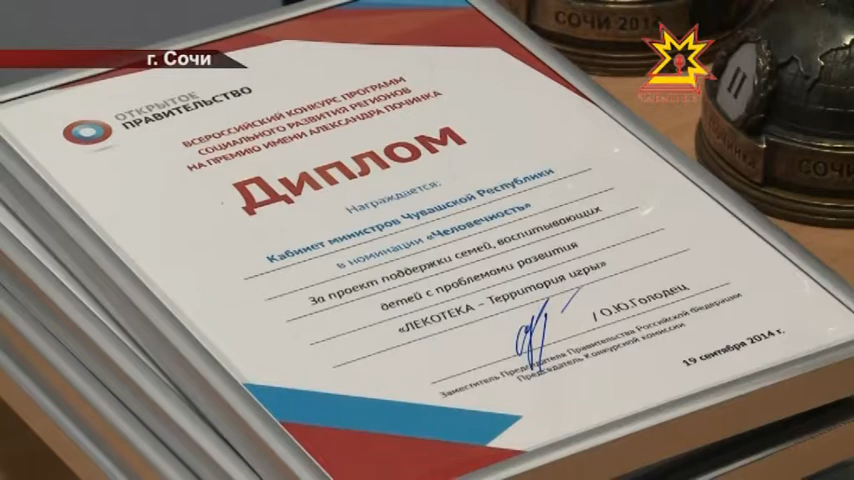 г. Сочи
СОЧИ 2014
ОТКРЫТОЕ
ПРАВИТЕЛЬСТВО
ВСЕРОССИЙСКИЙ КОНКУРС ПРОГРАММ
СОЦИАЛЬНОГО РАЗВИТИЯ РЕГИОНОВ
НА ПРЕМИЮ ИМЕНИ АЛЕКСАНДРА ПОЧИНКА
ДИПЛОМ
Награждается:
Кабинет министров Чувашской Республики
в номинации «Человечность»
За проект поддержки семей, воспитывающих
детей с проблемами развития
«ЛЕКОТЕКА – Территория игры»
/ О.Ю.Голодец
Заместитель Председателя Правительства Российской Федерации
Председатель Конкурсной комиссии
19 сентября 2014 г.
II
СОЧИ